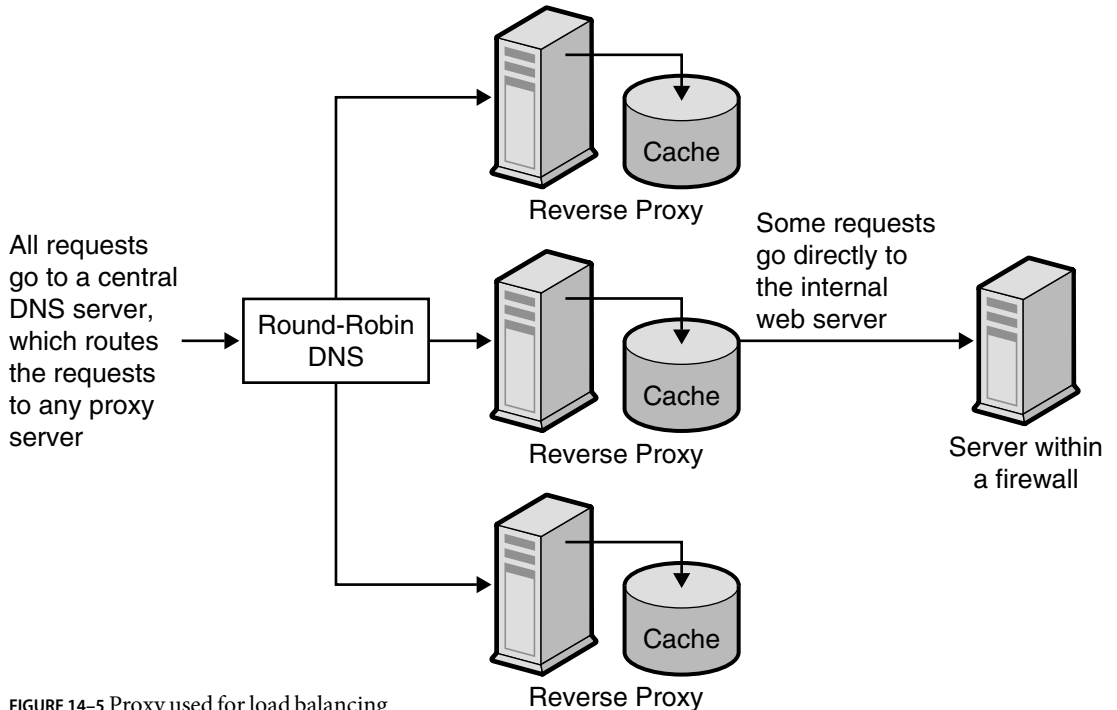 All requests
go to a central
DNS server,
which routes
the requests
to any proxy
server
Round-Robin
DNS
Cache
Reverse Proxy
Cache
Reverse Proxy
Cache
Reverse Proxy
Some requests
go directly to
the internal
web server
Server within
a firewall
FIGURE 14–5 Proxy used for load balancing